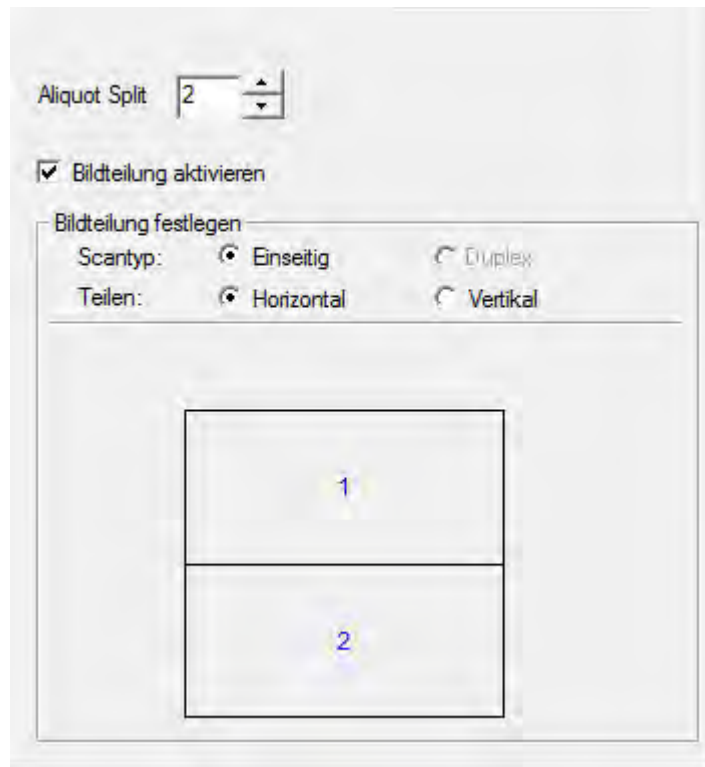 Aliquot Split 2
Bildteilung aktivieren
Bildteilung festlegen
Scantyp: Einseitig Duplex
Teilen: Horizontal Vertikal
1
2